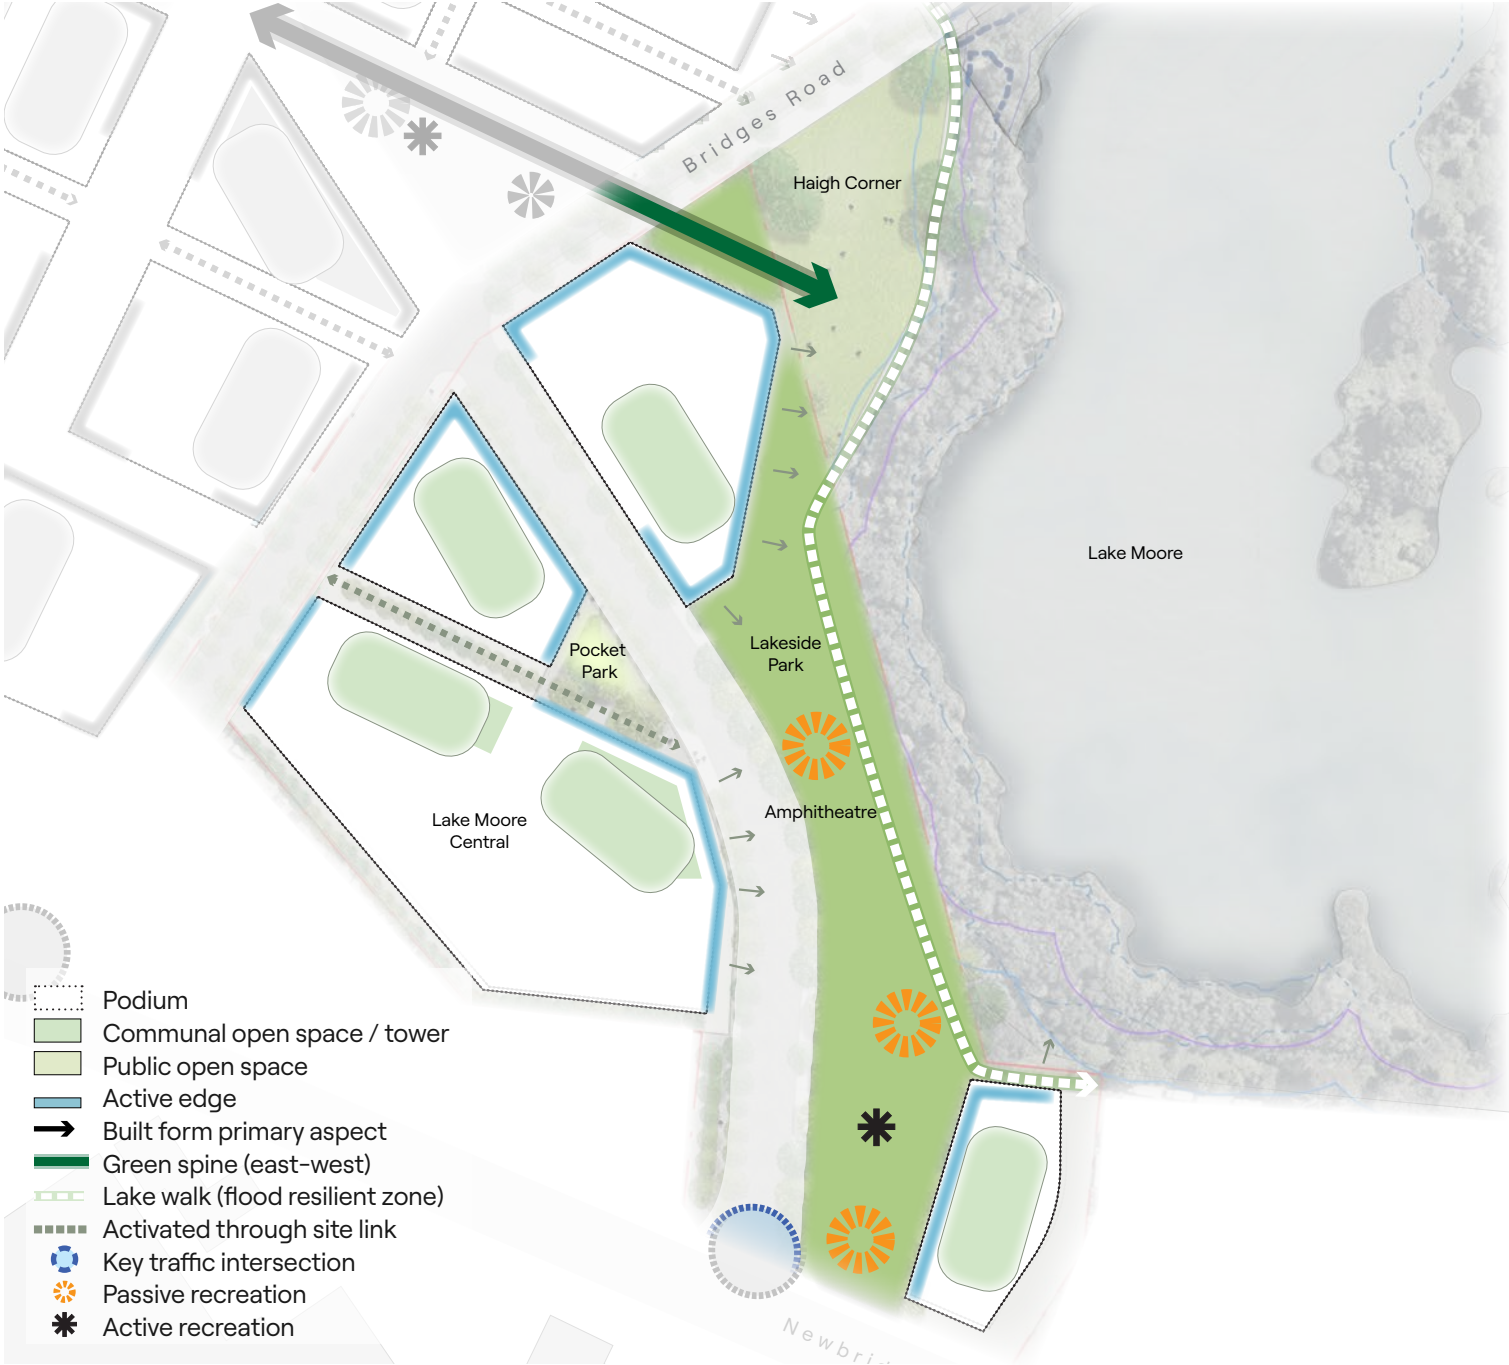 Bridges Road
Haigh Corner
Lake Moore
Pocket
Park
Lakeside
Park
Amphitheatre
Lake Moore
Central
Podium
Communal open space / tower
Public open space
Active edge
Built form primary aspect
Green spine (east-west)
Lake walk (flood resilient zone)
Activated through site link
Key traffic intersection
Passive recreation
Active recreation
Newbrid